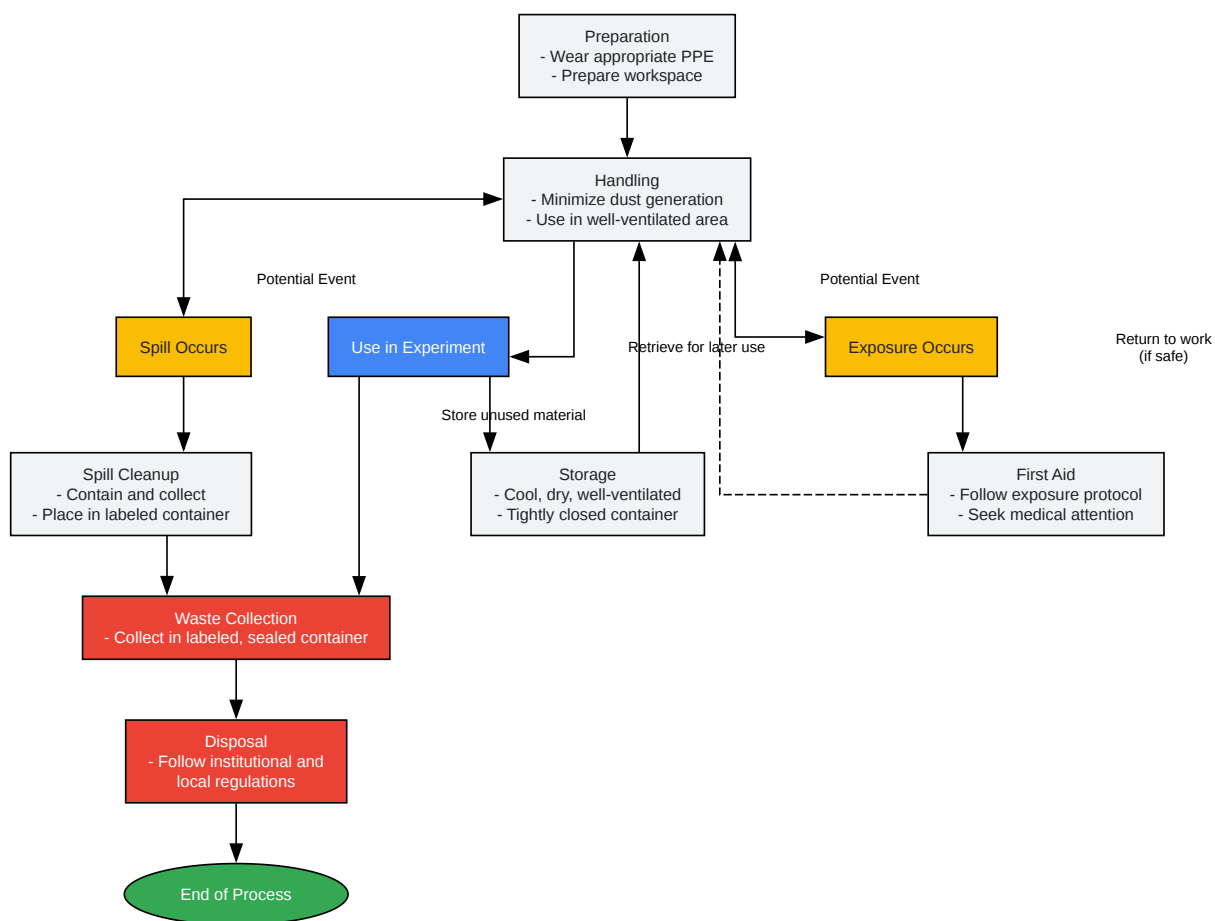 Preparation
- Wear appropriate PPE
- Prepare workspace
Handling
- Minimize dust generation
- Use in well-ventilated area
Potential Event
Potential Event
Spill Occurs
Use in Experiment
Retrieve for later use
Exposure Occurs
Return to work
(if safe)
Store unused material
Spill Cleanup
- Contain and collect
- Place in labeled container
Storage
- Cool, dry, well-ventilated
- Tightly closed container
First Aid
- Follow exposure protocol
- Seek medical attention
Waste Collection
- Collect in labeled, sealed container
Disposal
- Follow institutional and
local regulations
End of Process